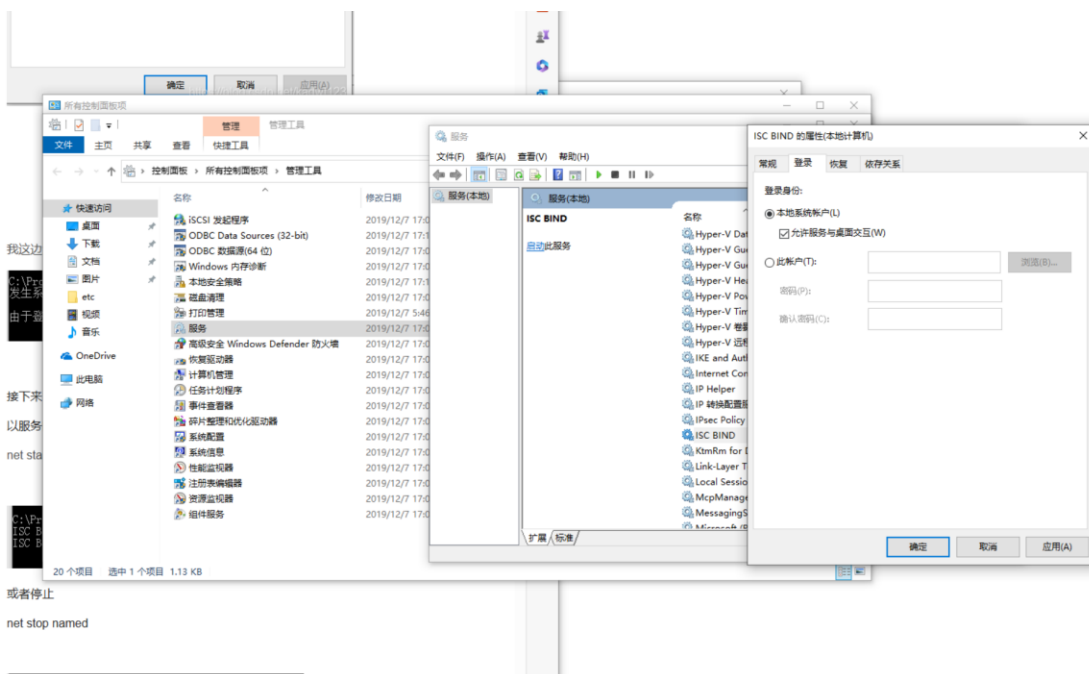 确定 取消 应用(A)
所有控制面板项
管理 管理工具
文件 主页 共享 查看 快捷工具
控制面板 › 所有控制面板项 › 管理工具
名称 修改日期
快速访问
桌面
下载
文档
图片
etc
视频
音乐
OneDrive
此电脑
网络
iSCSI 发起程序 2019/12/7 17:0
ODBC Data Sources (32-bit) 2019/12/7 17:1
ODBC 数据源(64 位) 2019/12/7 17:0
Windows 内存诊断 2019/12/7 17:0
本地安全策略 2019/12/7 17:1
磁盘清理 2019/12/7 17:0
打印管理 2019/12/7 5:46
服务 2019/12/7 17:0
高级安全 Windows Defender 防火墙 2019/12/7 17:0
恢复驱动器 2019/12/7 17:0
计算机管理 2019/12/7 17:0
任务计划程序 2019/12/7 17:0
事件查看器 2019/12/7 17:0
碎片整理和优化驱动器 2019/12/7 17:0
系统配置 2019/12/7 17:0
系统信息 2019/12/7 17:0
性能监视器 2019/12/7 17:0
注册表编辑器 2019/12/7 17:0
资源监视器 2019/12/7 17:0
组件服务 2019/12/7 17:0
20 个项目 选中 1 个项目 1.13 KB
服务
文件(F) 操作(A) 查看(V) 帮助(H)
服务(本地)
服务(本地)
ISC BIND
启动此服务
名称
Hyper-V Dat
Hyper-V Gu
Hyper-V Gu
Hyper-V Hea
Hyper-V Pov
Hyper-V Tim
Hyper-V 卷
Hyper-V 远程
IKE and Aut
Internet Con
IP Helper
IP 转换配置服
IPsec Policy
ISC BIND
KtmRm for D
Link-Layer T
Local Sessio
McpManage
MessagingS
扩展 标准
ISC BIND 的属性(本地计算机)
常规 登录 恢复 依存关系
登录身份:
本地系统帐户(L)
允许服务与桌面交互(W)
此帐户(T): 浏览(B)...
密码(P):
确认密码(C):
确定 取消 应用(A)
我这边
C:\Pro
发生系
由于登
接下来
以服务
net sta
C:\Pr
ISC B
ISC B
或者停止
net stop named